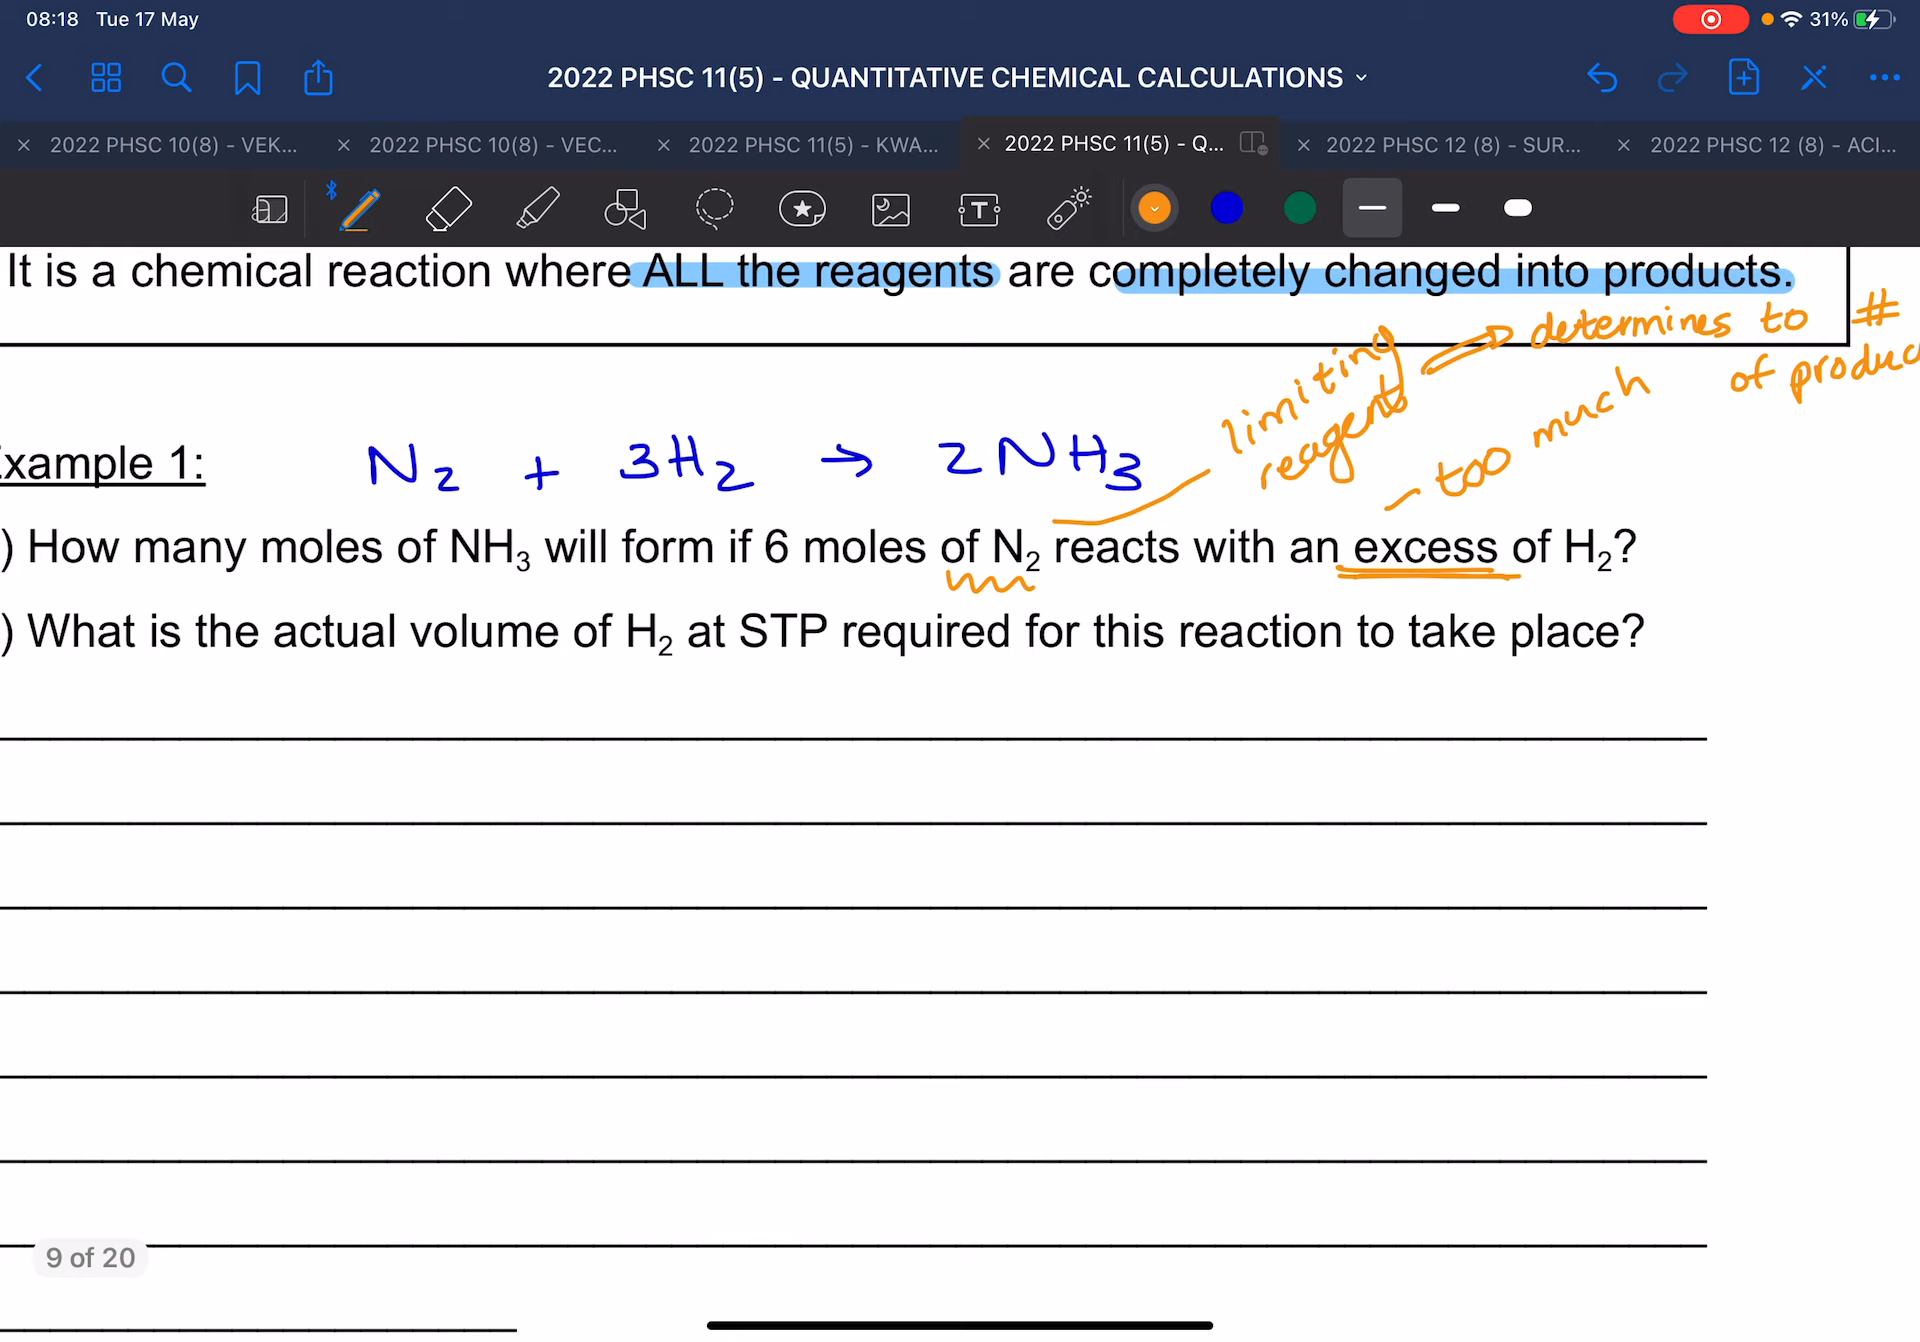 08:18 Tue 17 May
31%
2022 PHSC 11(5) - QUANTITATIVE CHEMICAL CALCULATIONS
2022 PHSC 10(8) - VEK...
2022 PHSC 10(8) - VEC...
2022 PHSC 11(5) - KWA...
2022 PHSC 11(5) - Q...
2022 PHSC 12 (8) - SUR...
2022 PHSC 12 (8) - ACI...
T
It is a chemical reaction where ALL the reagents are completely changed into products.
limiting reagents ⇒ determines to #
of produc
- too much
xample 1:
N₂ + 3H₂ → 2NH₃
) How many moles of NH₃ will form if 6 moles of N₂ reacts with an excess of H₂?
) What is the actual volume of H₂ at STP required for this reaction to take place?
9 of 20